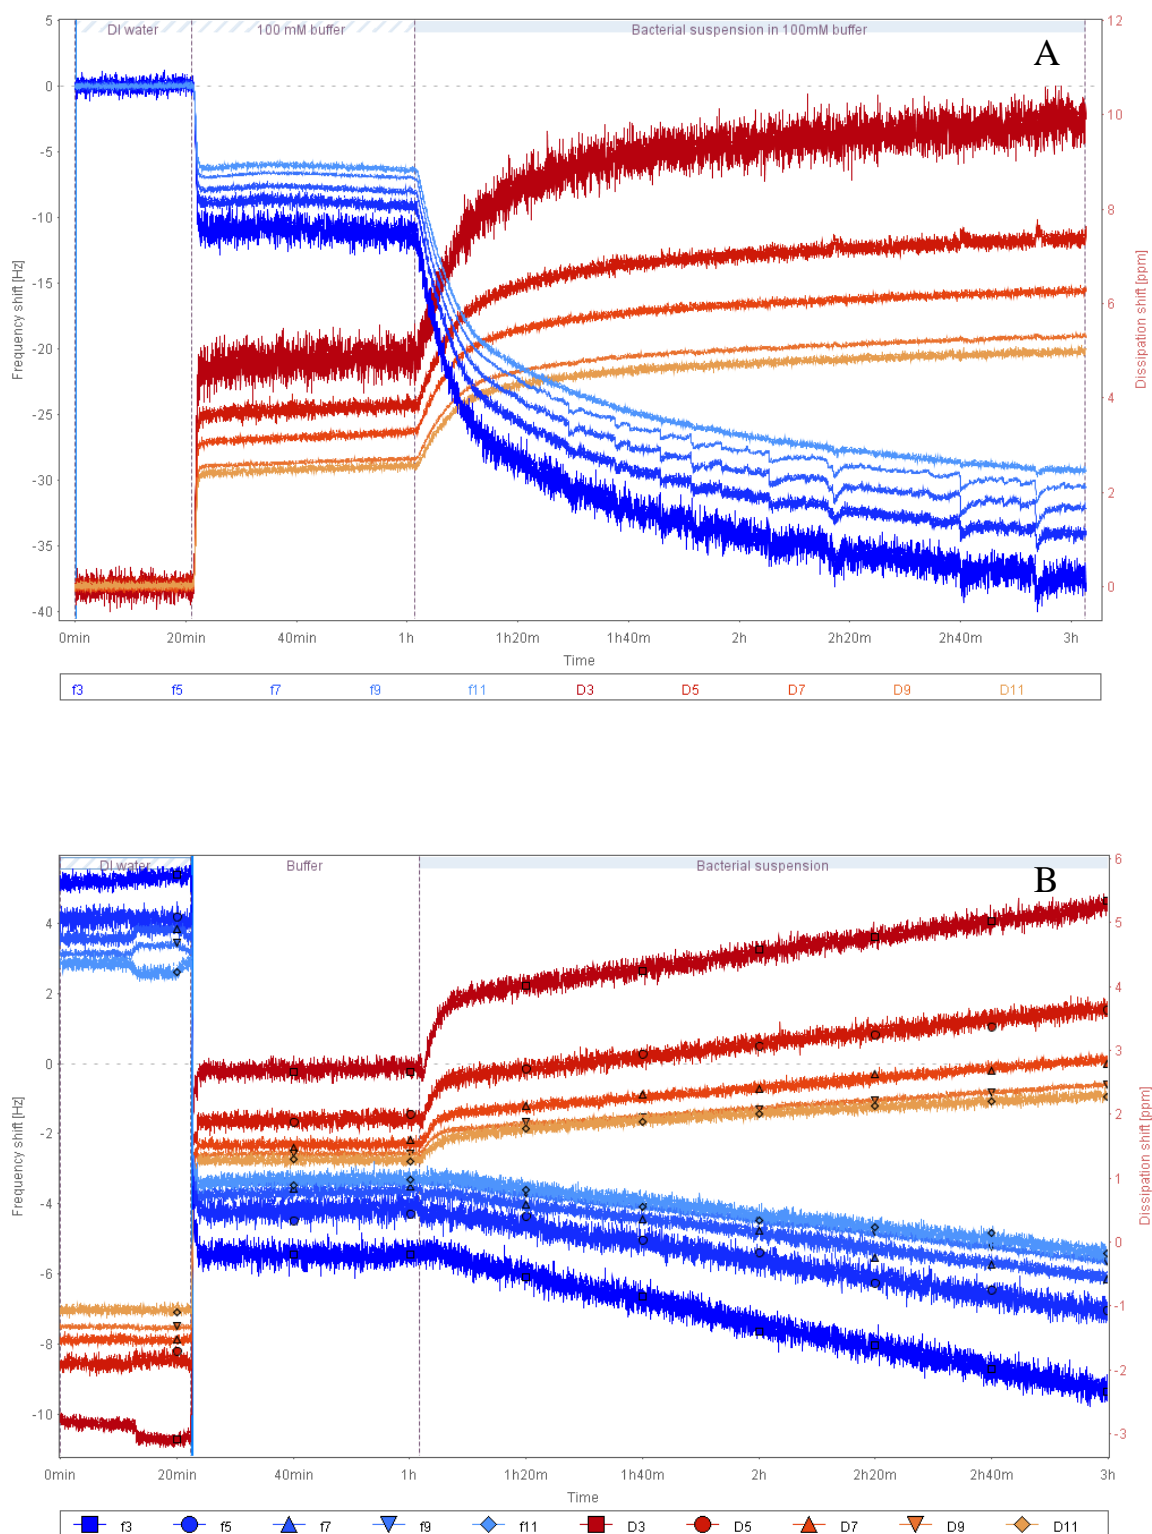 DI water 100 mM buffer Bacterial suspension in 100mM buffer
A
5 0 -5 -10 -15 -20 -25 -30 -35 -40
Frequency shift [Hz]
12 10 8 6 4 2 0
Dissipation shift [ppm]
0min 20min 40min 1h 1h20m 1h40m 2h 2h20m 2h40m 3h
Time
f3 f5 f7 f9 f11 D3 D5 D7 D9 D11
DI water Buffer Bacterial suspension
B
4 2 0 -2 -4 -6 -8 -10
Frequency shift [Hz]
6 5 4 3 2 1 0 -1 -2 -3
Dissipation shift [ppm]
0min 20min 40min 1h 1h20m 1h40m 2h 2h20m 2h40m 3h
Time
f3 f5 f7 f9 f11 D3 D5 D7 D9 D11